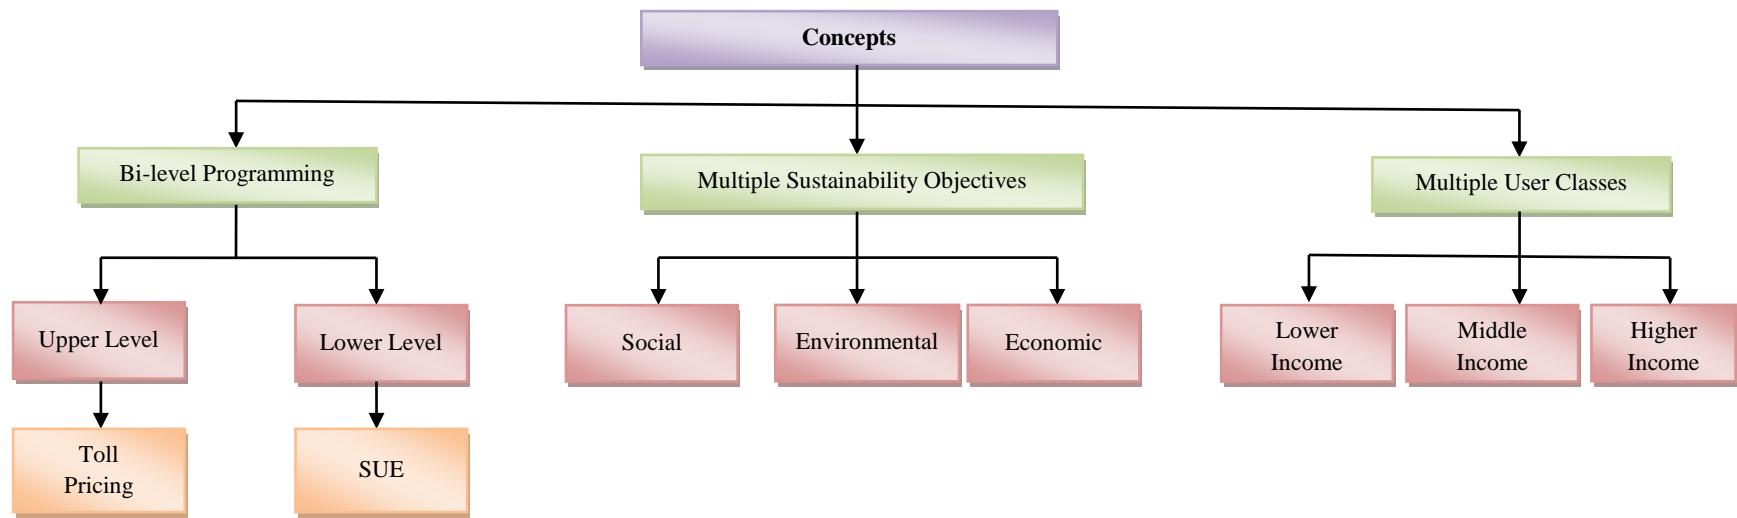 Concepts
Bi-level Programming
Multiple Sustainability Objectives
Multiple User Classes
Upper Level
Lower Level
Social
Environmental
Economic
Lower
Income
Middle
Income
Higher
Income
Toll
Pricing
SUE